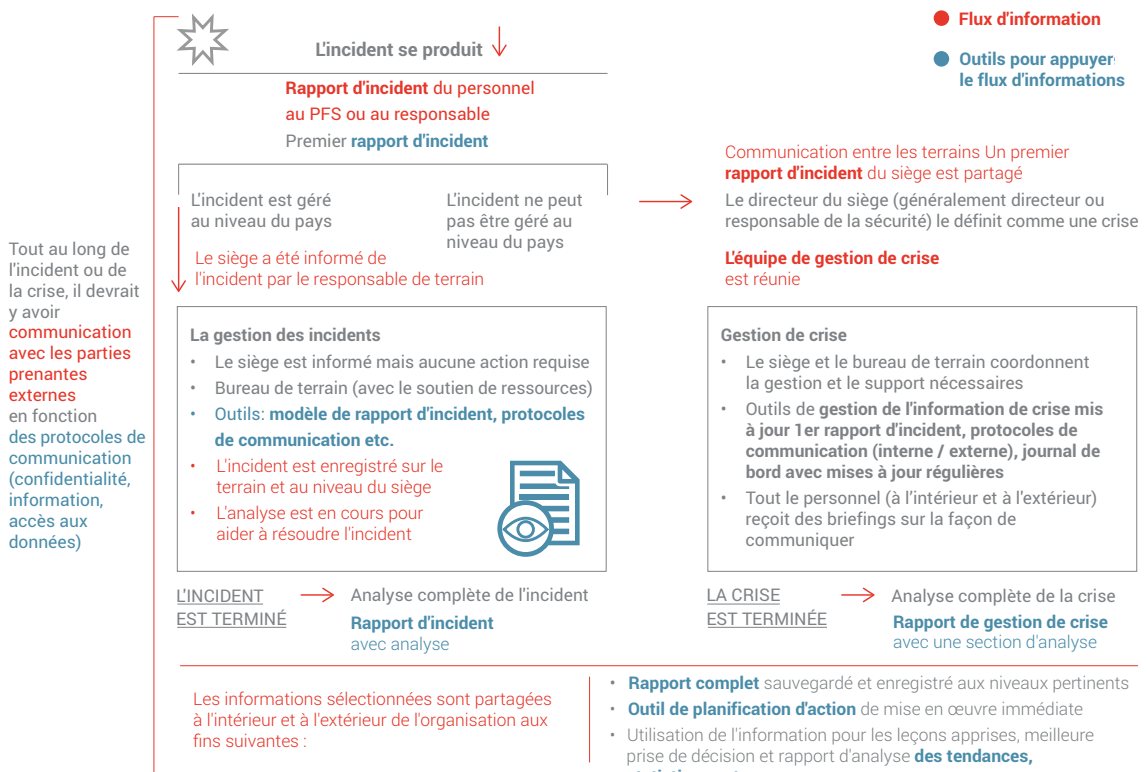 L'incident se produit
Flux d'information
Outils pour appuyer
le flux d'informations
Rapport d'incident du personnel
au PFS ou au responsable
Premier rapport d'incident
L'incident est géré
au niveau du pays
L'incident ne peut
pas être géré au
niveau du pays
Le siège a été informé de
l'incident par le responsable de terrain
Communication entre les terrains Un premier
rapport d'incident du siège est partagé
Le directeur du siège (généralement directeur ou
responsable de la sécurité) le définit comme une crise
L'équipe de gestion de crise
est réunie
Tout au long de
l'incident ou de
la crise, il devrait
y avoir
communication
avec les parties
prenantes
externes
en fonction
des protocoles de
communication
(confidentialité,
information,
accès aux
données)
La gestion des incidents
• Le siège est informé mais aucune action requise
• Bureau de terrain (avec le soutien de ressources)
• Outils: modèle de rapport d'incident, protocoles
de communication etc.
• L'incident est enregistré sur le
terrain et au niveau du siège
• L'analyse est en cours pour
aider à résoudre l'incident
Gestion de crise
• Le siège et le bureau de terrain coordonnent
la gestion et le support nécessaires
• Outils de gestion de l'information de crise mis
à jour 1er rapport d'incident, protocoles de
communication (interne / externe), journal de
bord avec mises à jour régulières
• Tout le personnel (à l'intérieur et à l'extérieur)
reçoit des briefings sur la façon de
communiquer
L'INCIDENT
EST TERMINÉ
Analyse complète de l'incident
Rapport d'incident
avec analyse
LA CRISE
EST TERMINÉE
Analyse complète de la crise
Rapport de gestion de crise
avec une section d'analyse
Les informations sélectionnées sont partagées
à l'intérieur et à l'extérieur de l'organisation aux
fins suivantes :
• Rapport complet sauvegardé et enregistré aux niveaux pertinents
• Outil de planification d'action de mise en œuvre immédiate
• Utilisation de l'information pour les leçons apprises, meilleure
prise de décision et rapport d'analyse des tendances,